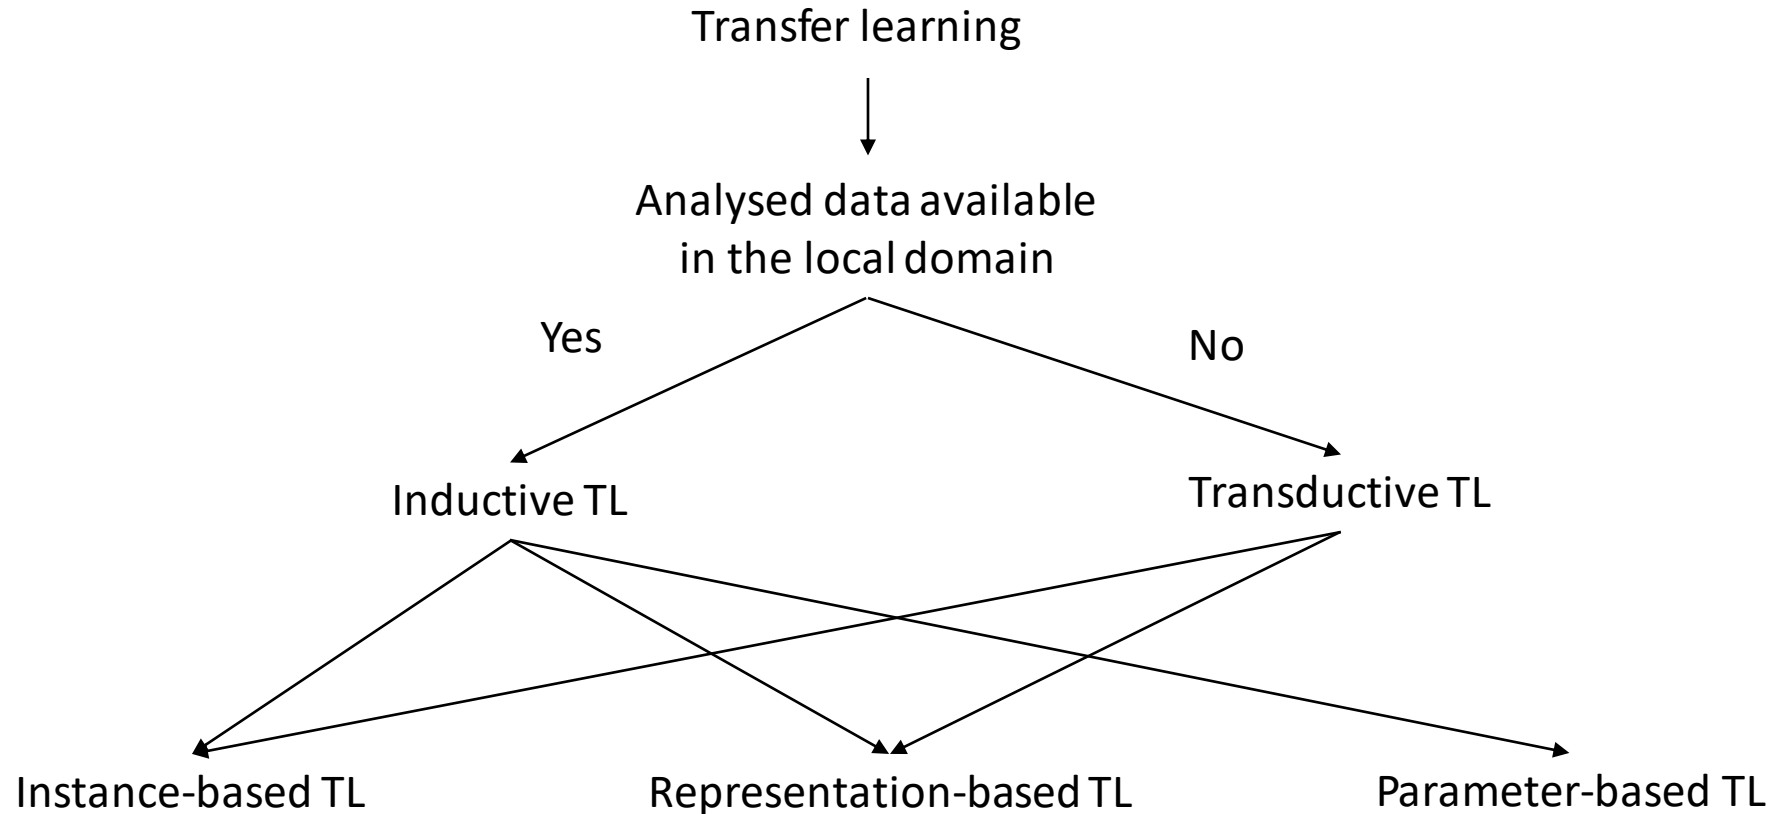 Transfer learning
Analysed data available
in the local domain
Yes
No
Inductive TL
Transductive TL
Instance-based TL
Representation-based TL
Parameter-based TL